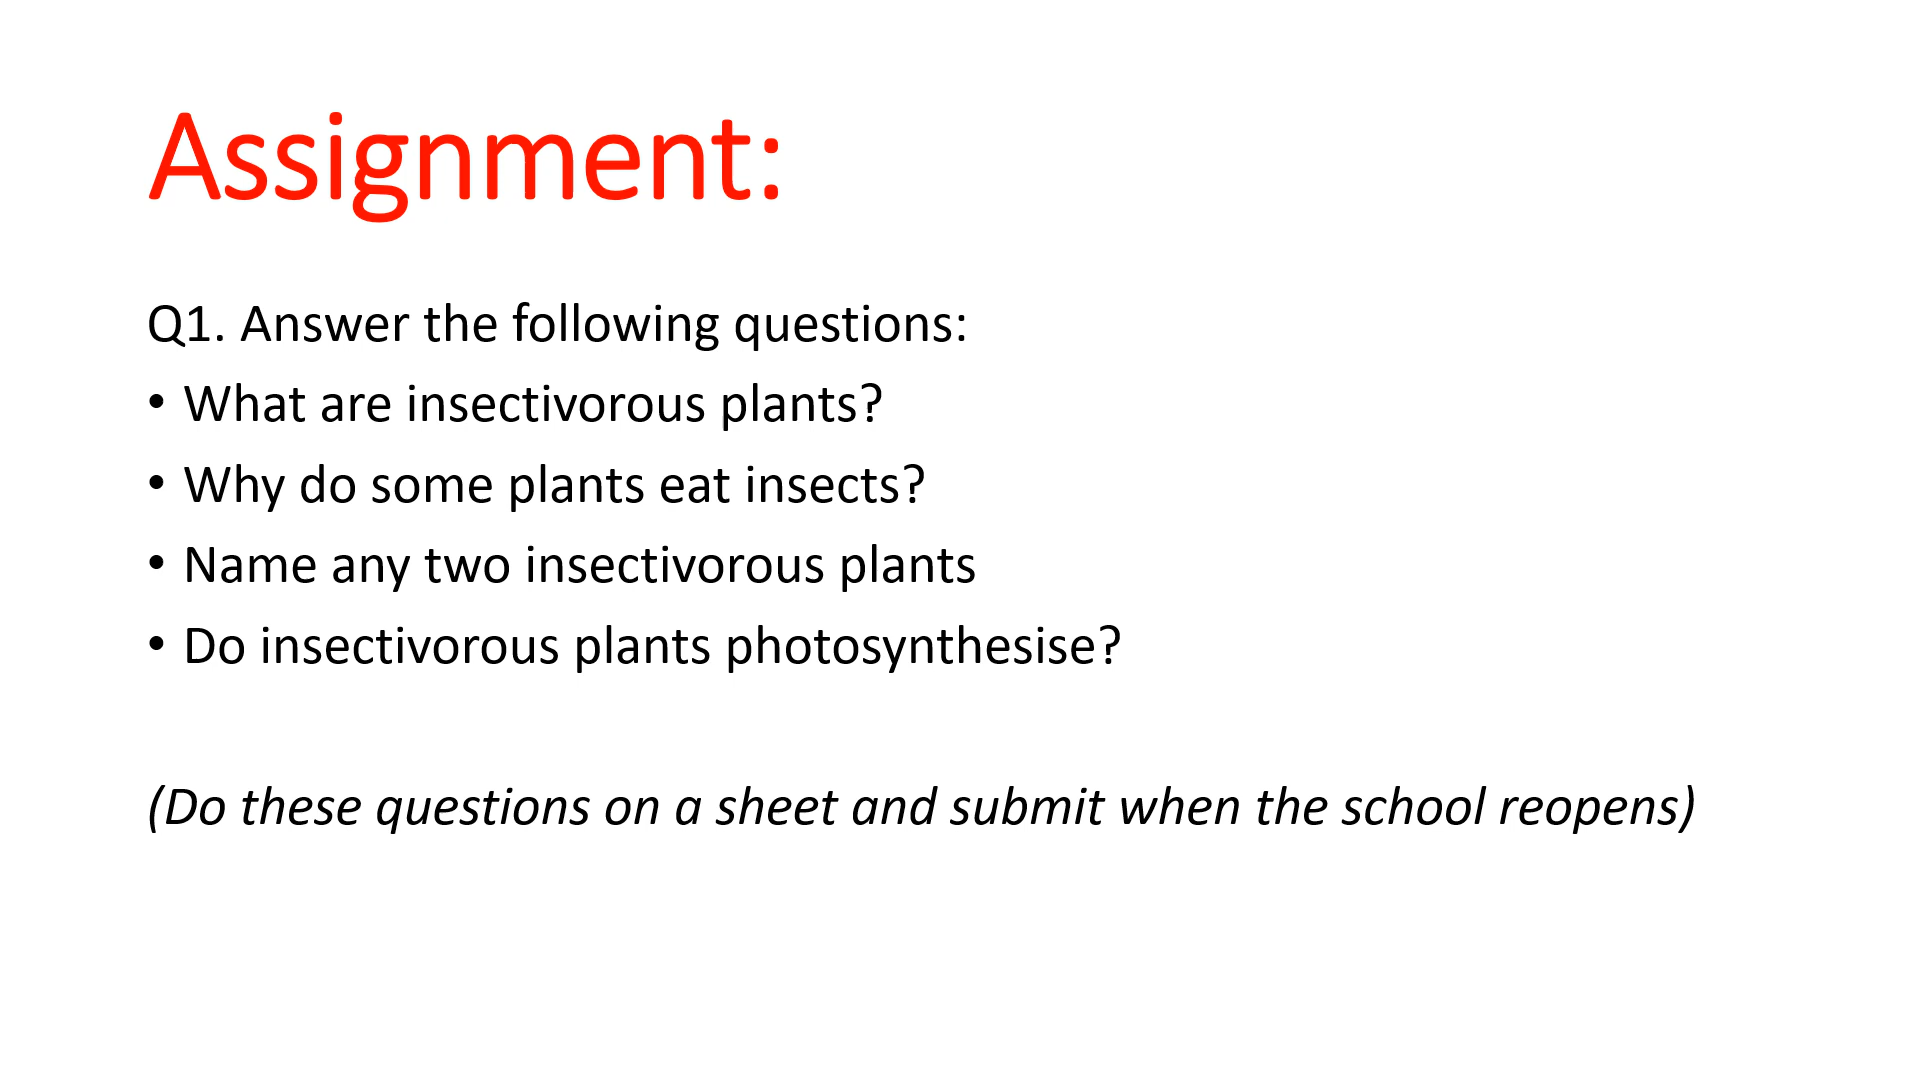 Assignment:
Q1. Answer the following questions:
• What are insectivorous plants?
• Why do some plants eat insects?
• Name any two insectivorous plants
• Do insectivorous plants photosynthesise?
(Do these questions on a sheet and submit when the school reopens)